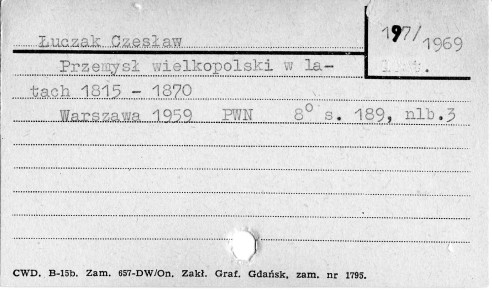 Łuczak Czesław
197/1969
Przemysł wielkopolski w la-
tach 1815 - 1870
Warszawa 1959 PWN 8° s. 189, nlb.3
CWD. B-15b. Zam. 657-DW/On. Zakł. Graf. Gdańsk, zam. nr 1795.